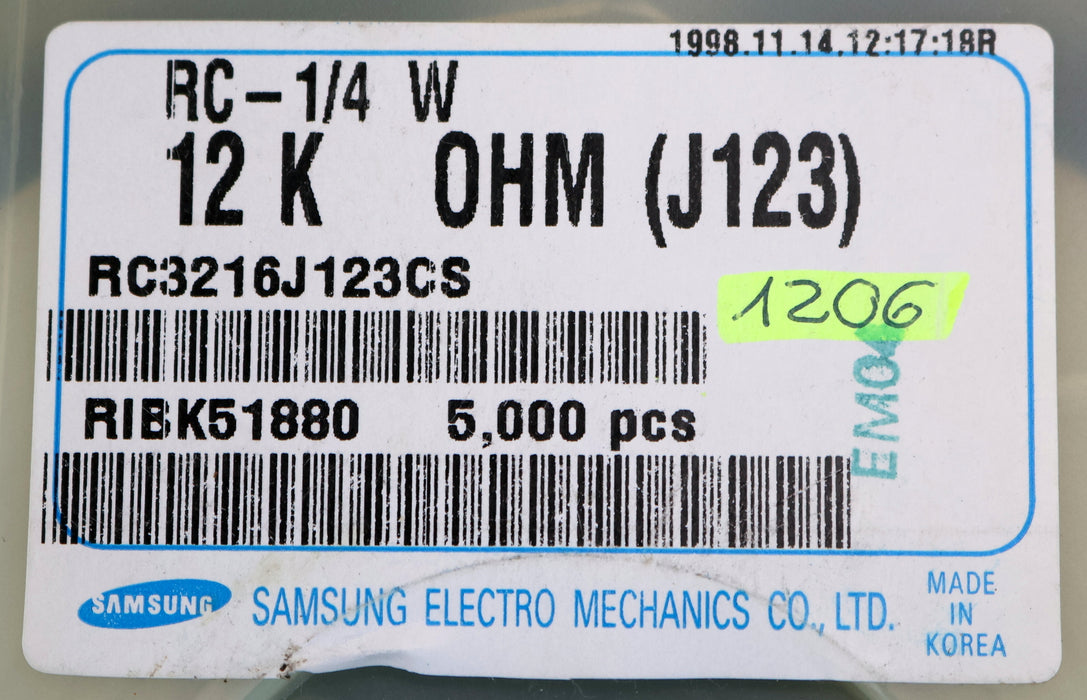 1998.11.14.12:17:18R
RC-1/4 W
12 K OHM (J123)
RC3216J123CS
1206
RIBK51880 5,000 pcs
SAMSUNG SAMSUNG ELECTRO MECHANICS CO., LTD.
MADE
IN
KOREA